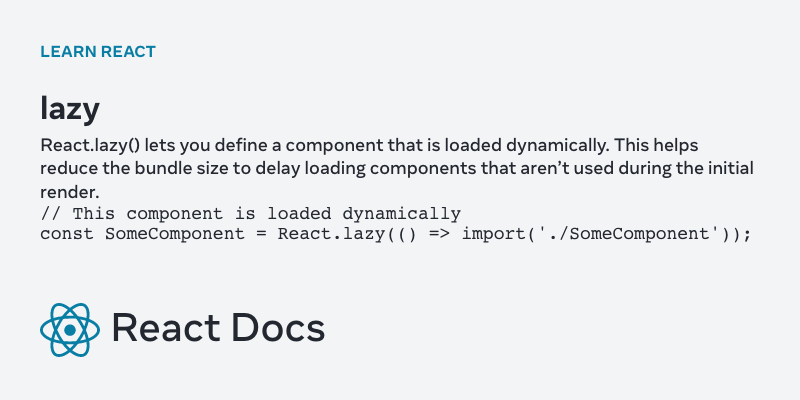 LEARN REACT
lazy
React.lazy() lets you define a component that is loaded dynamically. This helps
reduce the bundle size to delay loading components that aren’t used during the initial
render.
// This component is loaded dynamically
const SomeComponent = React.lazy(() => import('./SomeComponent'));
React Docs